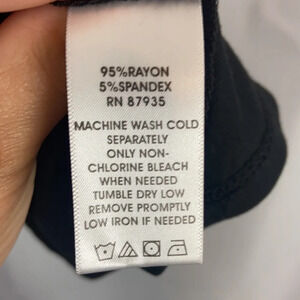 95%RAYON
5%SPANDEX
RN 87935
MACHINE WASH COLD
SEPARATELY
ONLY NON-
CHLORINE BLEACH
WHEN NEEDED
TUMBLE DRY LOW
REMOVE PROMPTLY
LOW IRON IF NEEDED